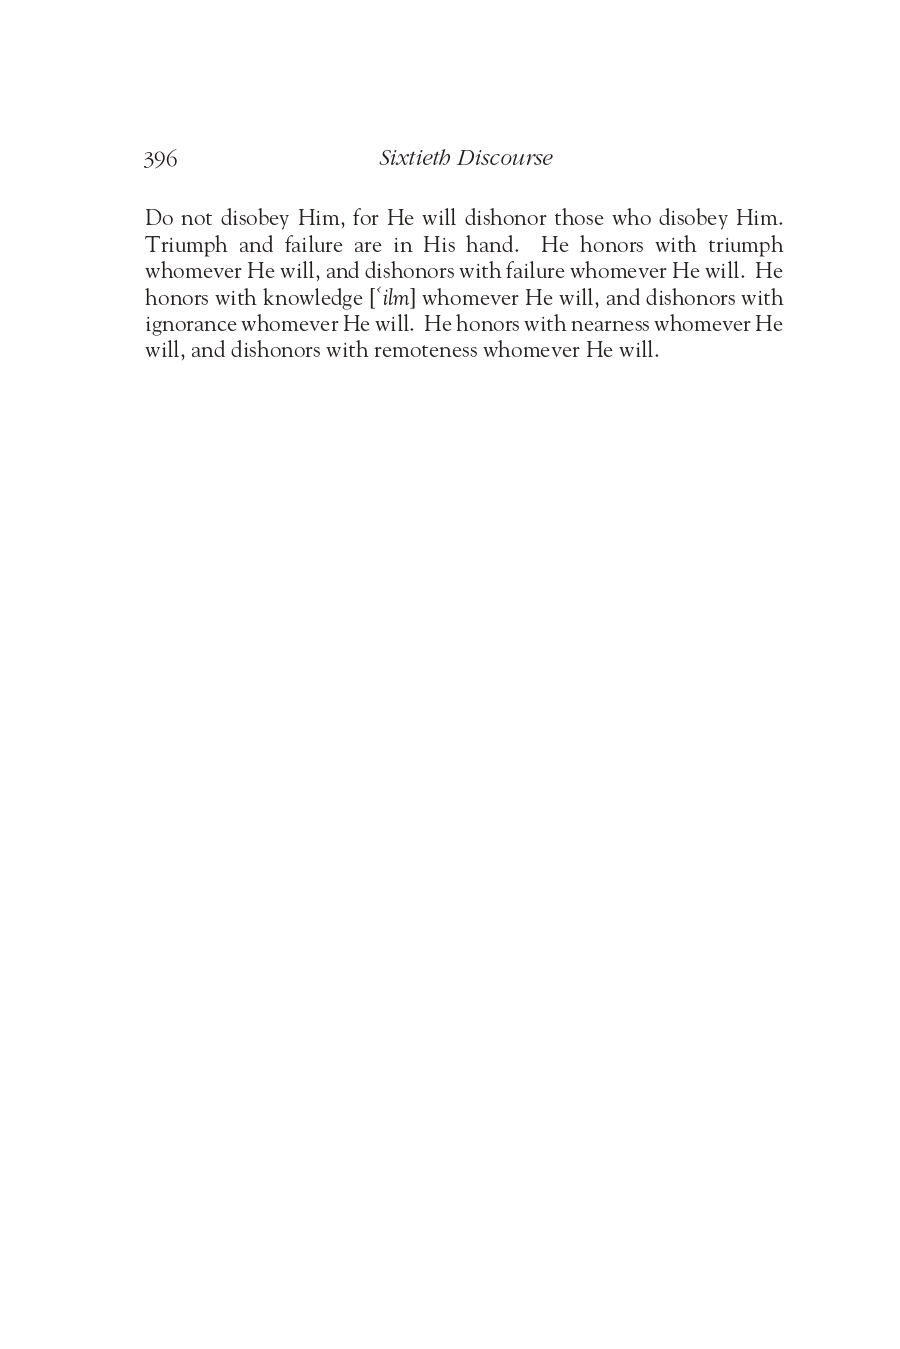 396 Sixtieth Discourse
Do not disobey Him, for He will dishonor those who disobey Him.
Triumph and failure are in His hand. He honors with triumph
whomever He will, and dishonors with failure whomever He will. He
honors with knowledge [ʿilm] whomever He will, and dishonors with
ignorance whomever He will. He honors with nearness whomever He
will, and dishonors with remoteness whomever He will.